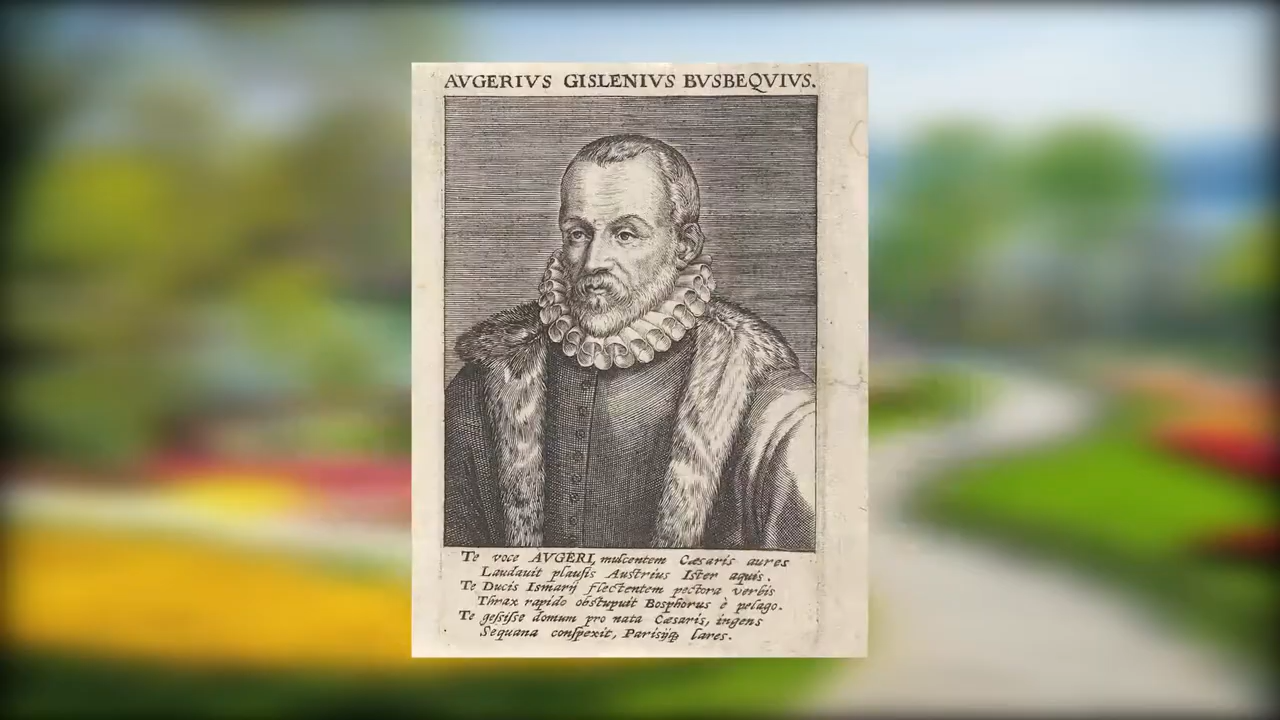 AVGERIVS GISLENIVS BVSBEQVIVS.
Te voce AVGERI, mulcentem Cæsaris aures
Laudauit plausis Austrius Ister aquis.
Te Ducis Ismarij flectentem pectora verbis
Thrax rapido obstupuit Bosphorus è pelago.
Te gessisse domum pro nata Cæsaris, ingens
Sequana conspexit, Parisijꝗ lares.